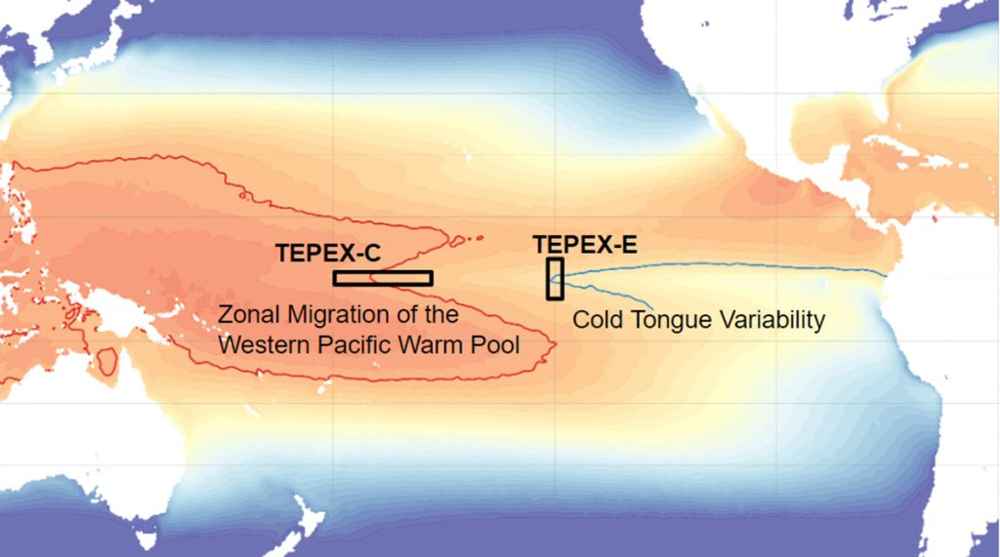 TEPEX-C
TEPEX-E
Zonal Migration of the
Western Pacific Warm Pool
Cold Tongue Variability